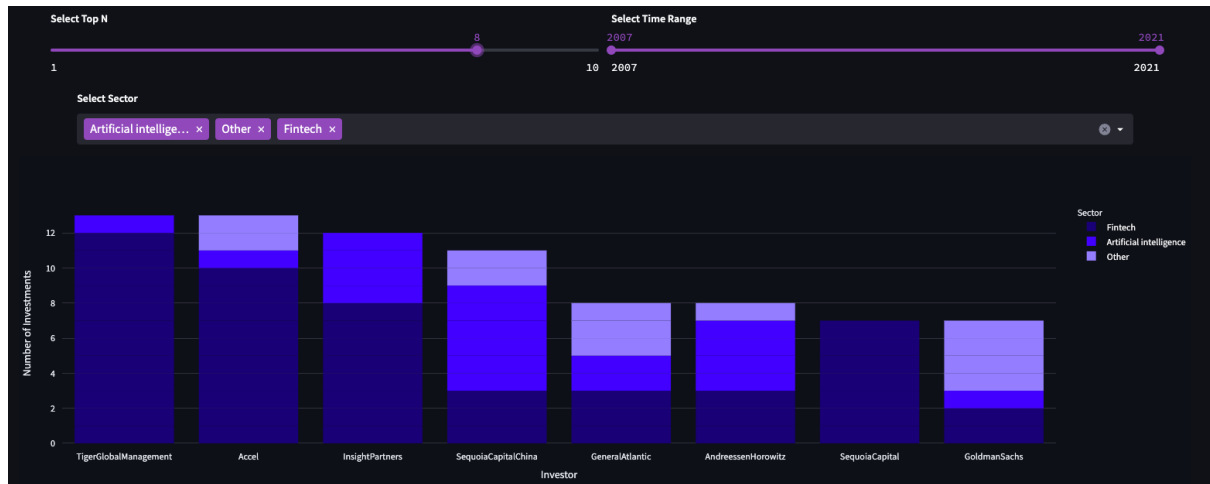 Select Top N
Select Time Range
8
2007
2021
1
10
2007
2021
Select Sector
Artificial intellige... ×
Other ×
Fintech ×
Sector
Fintech
Artificial intelligence
Other
Number of Investments
12
10
8
6
4
2
0
TigerGlobalManagement
Accel
InsightPartners
SequoiaCapitalChina
GeneralAtlantic
AndreessenHorowitz
SequoiaCapital
GoldmanSachs
Investor